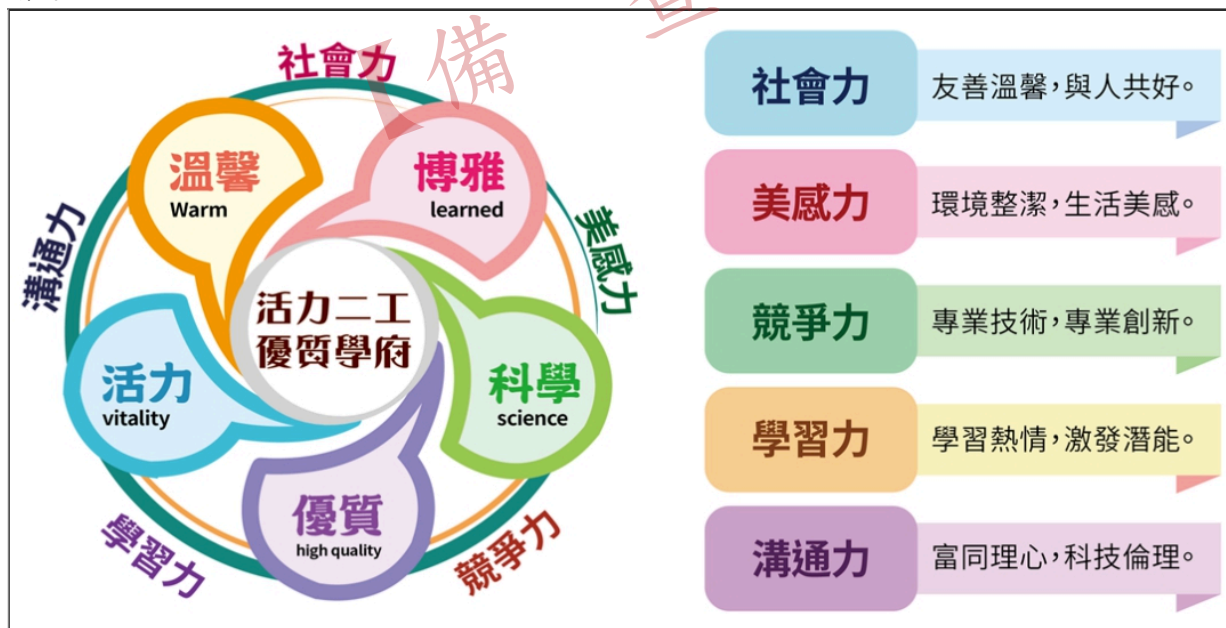 【備 查
社會力
溫馨
Warm
博雅
learned
溝通力
美感力
活力二工
優質學府
活力
vitality
科學
science
優質
high quality
學習力
競爭力
社會力
友善溫馨，與人共好。
美感力
環境整潔，生活美感。
競爭力
專業技術，專業創新。
學習力
學習熱情，激發潛能。
溝通力
富同理心，科技倫理。